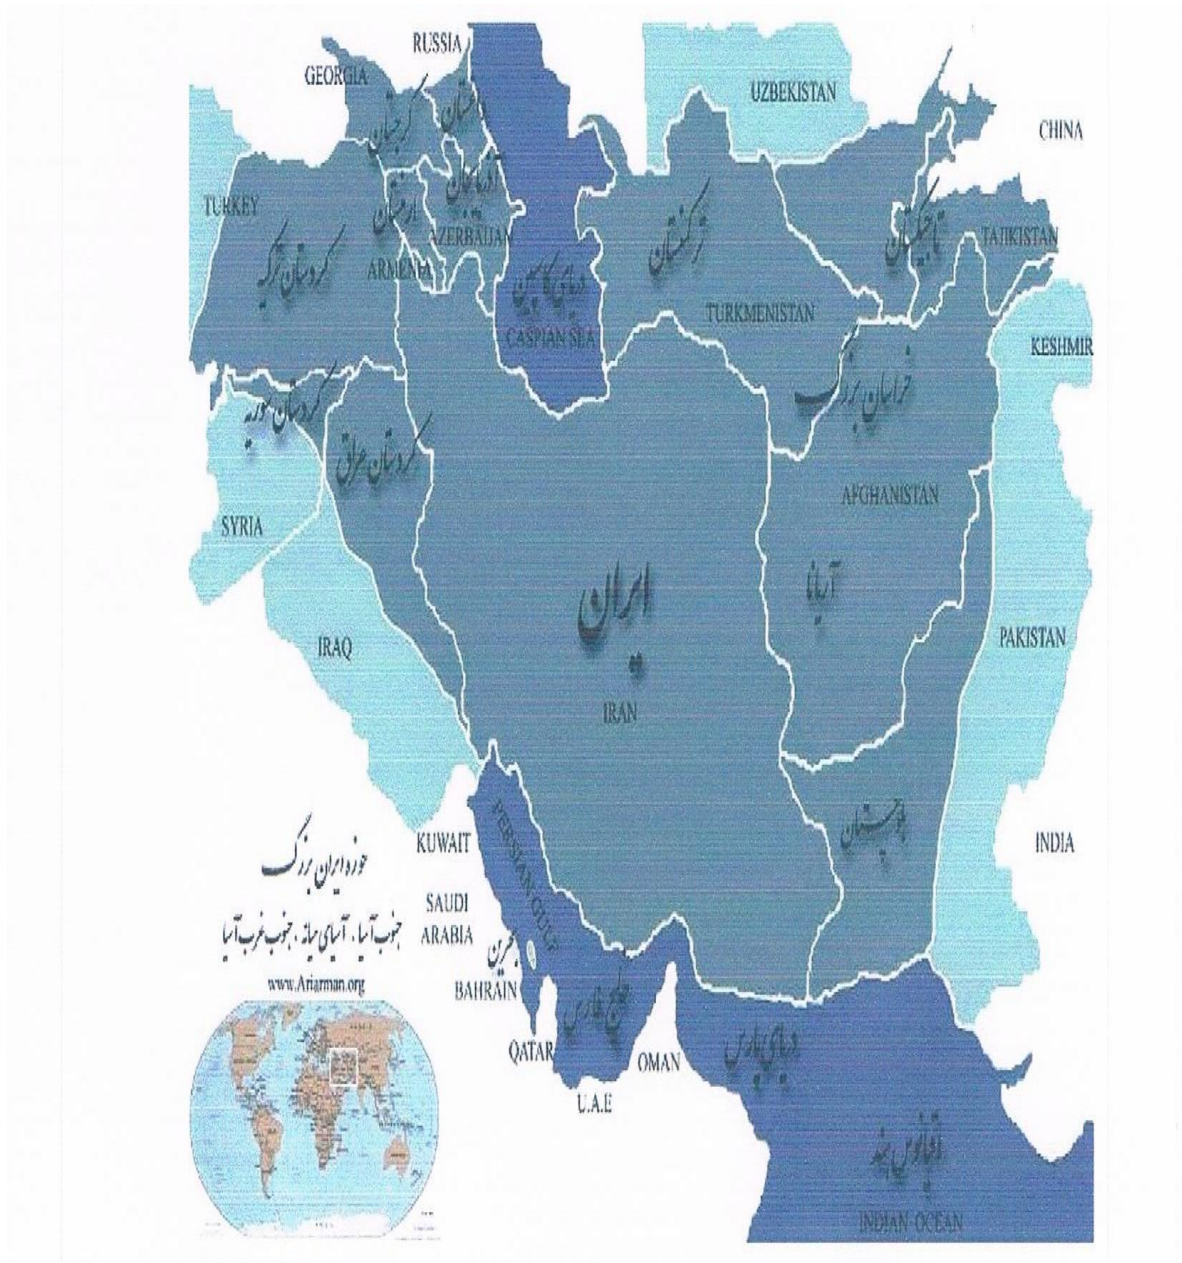 RUSSIA
GEORGIA
UZBEKISTAN
CHINA
گرجستان
داغستان
آذربایجان
ارمنستان
TURKEY
AZERBAIJAN
ARMENIA
کردستان ترکیه
دریای کاسپین
CASPIAN SEA
ترکمنستان
TURKMENISTAN
تاجیکستان
TAJIKISTAN
KESHMIR
خراسان بزرگ
کردستان سوریه
کردستان عراق
AFGHANISTAN
SYRIA
آریانا
ایران
IRAN
IRAQ
PAKISTAN
بلوچستان
INDIA
KUWAIT
PERSIAN GULF
SAUDI
ARABIA
بحرین
BAHRAIN
خلیج فارس
QATAR
OMAN
U.A.E
دریای پارس
اقیانوس هند
INDIAN OCEAN
حوزه ایران بزرگ
جنوب آسیا، آسیای میانه، جنوب غرب آسیا
www.Ariarman.org